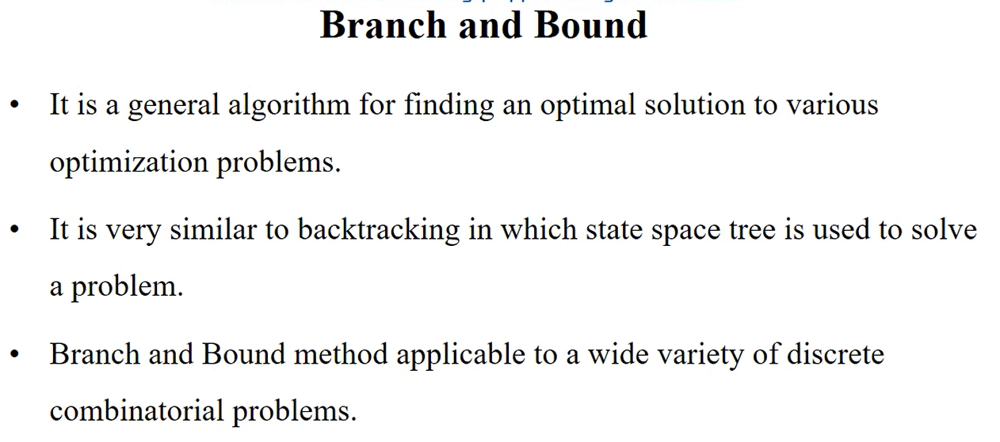 Branch and Bound
• It is a general algorithm for finding an optimal solution to various
optimization problems.
• It is very similar to backtracking in which state space tree is used to solve
a problem.
• Branch and Bound method applicable to a wide variety of discrete
combinatorial problems.